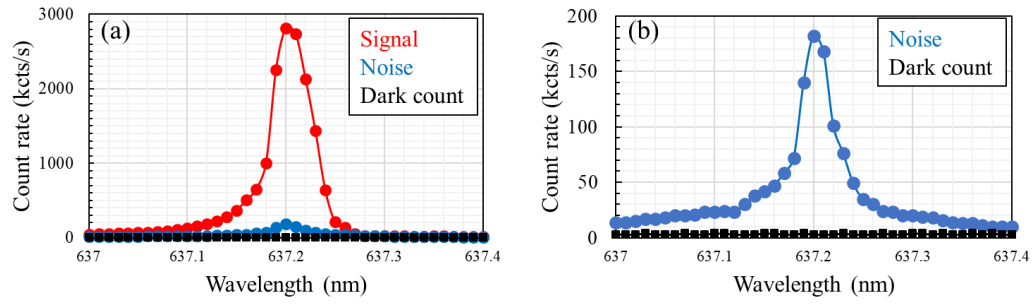 (a)
Signal
Noise
Dark count
3000
2000
1000
0
Count rate (kcts/s)
637
637.1
637.2
637.3
637.4
Wavelength (nm)
(b)
Noise
Dark count
200
150
100
50
0
Count rate (kcts/s)
637
637.1
637.2
637.3
637.4
Wavelength (nm)